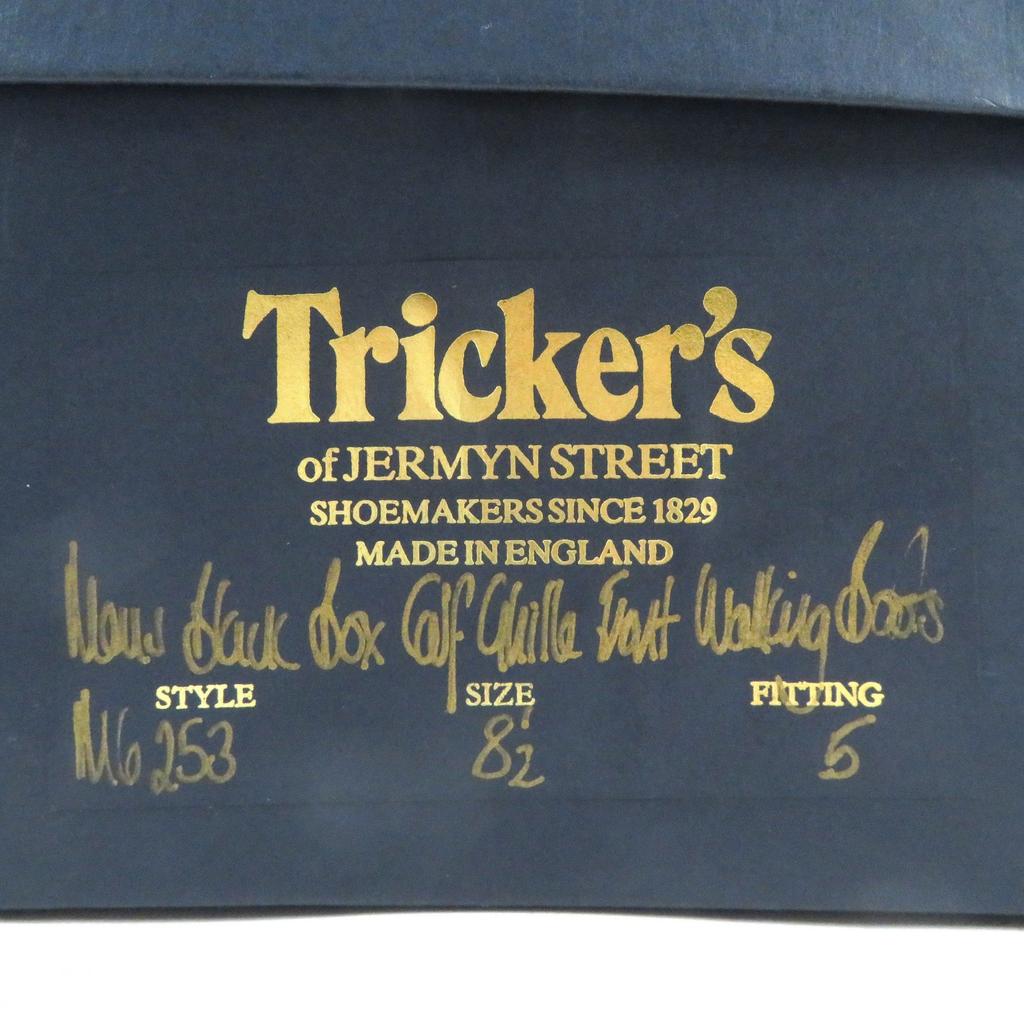 Tricker's
of JERMYN STREET
SHOEMAKERS SINCE 1829
MADE IN ENGLAND
Mens Black Box Calf Ghillie Front Walking Boots
STYLE SIZE FITTING
M6253 8½ 5